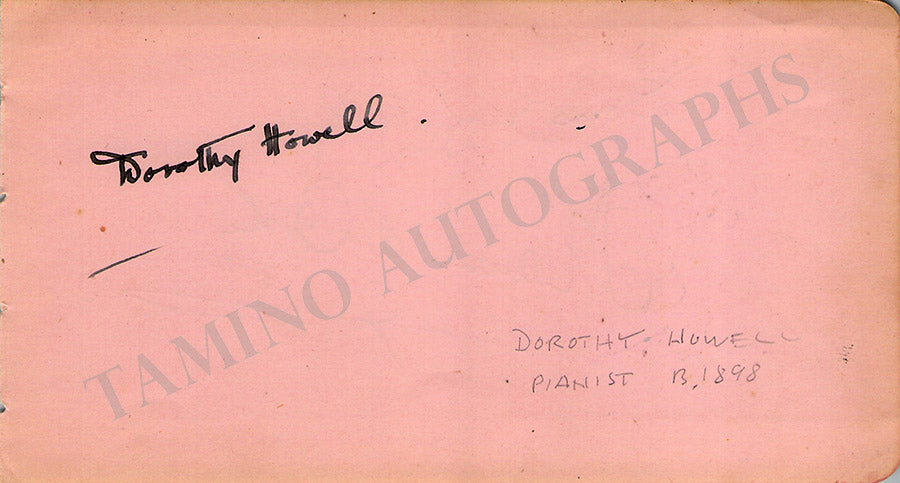 Dorothy Howell.
TAMINO AUTOGRAPHS
DOROTHY HOWELL
PIANIST B. 1898